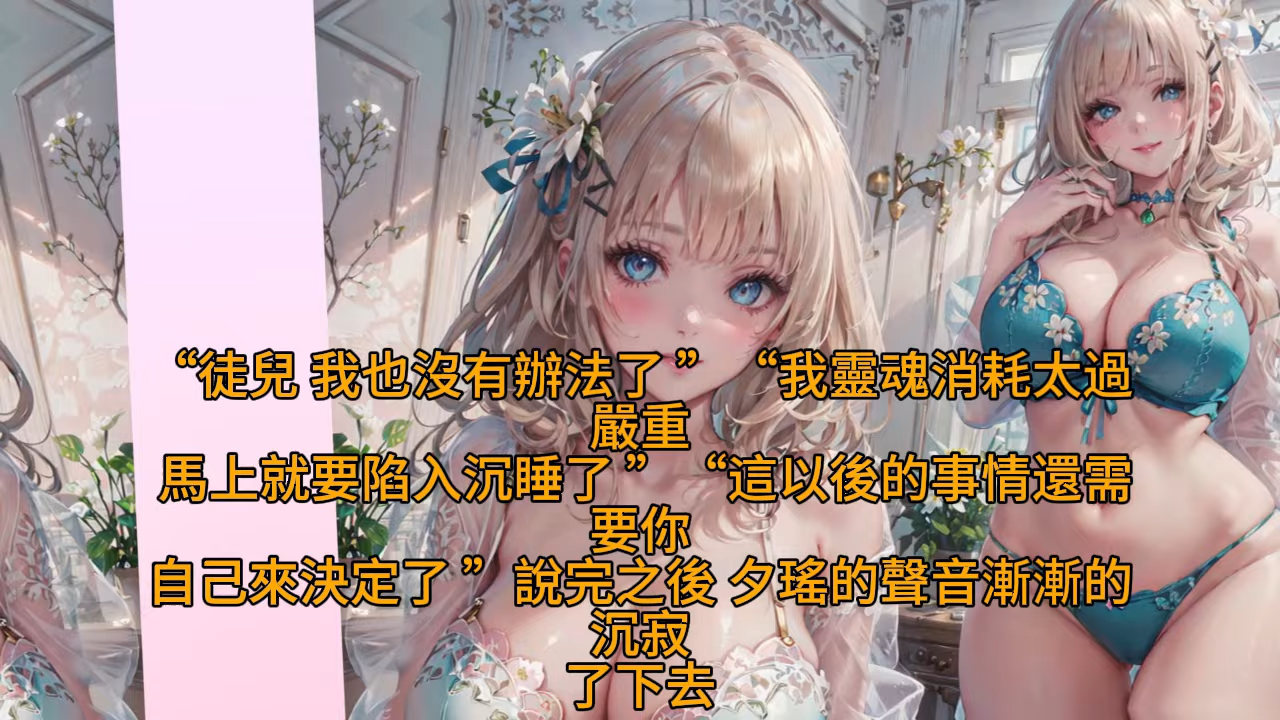 “徒兒 我也沒有辦法了 ” “我靈魂消耗太過
嚴重
馬上就要陷入沉睡了 ” “這以後的事情還需
要你
自己來決定了 ” 說完之後 夕瑤的聲音漸漸的
沉寂
了下去